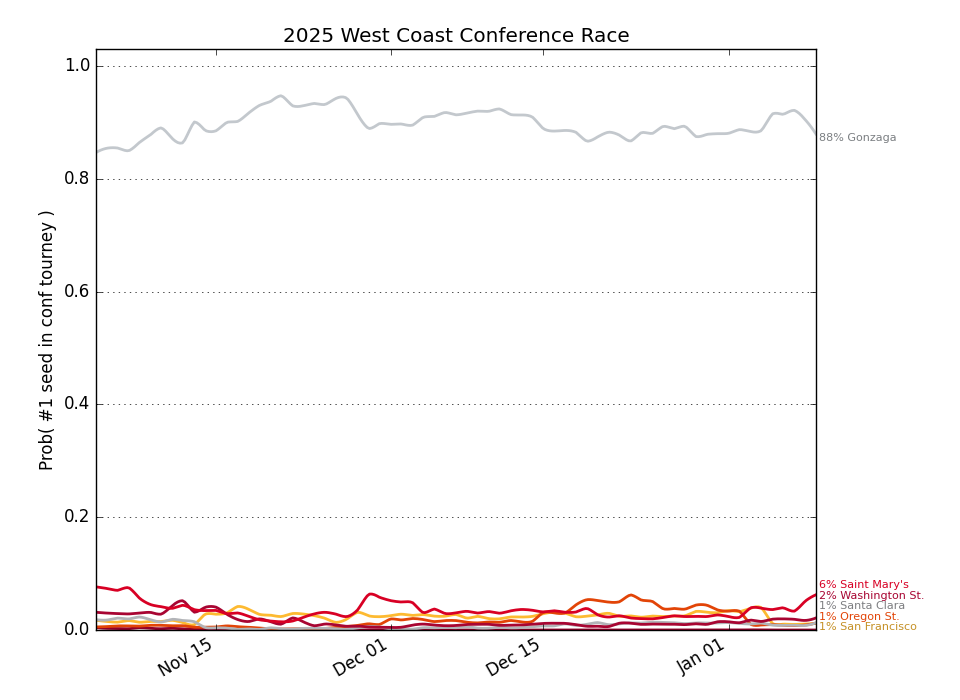 2025 West Coast Conference Race
Prob( #1 seed in conf tourney )
1.0
0.8
0.6
0.4
0.2
0.0
Nov 15
Dec 01
Dec 15
Jan 01
88% Gonzaga
6% Saint Mary's
2% Washington St.
1% Santa Clara
1% Oregon St.
1% San Francisco